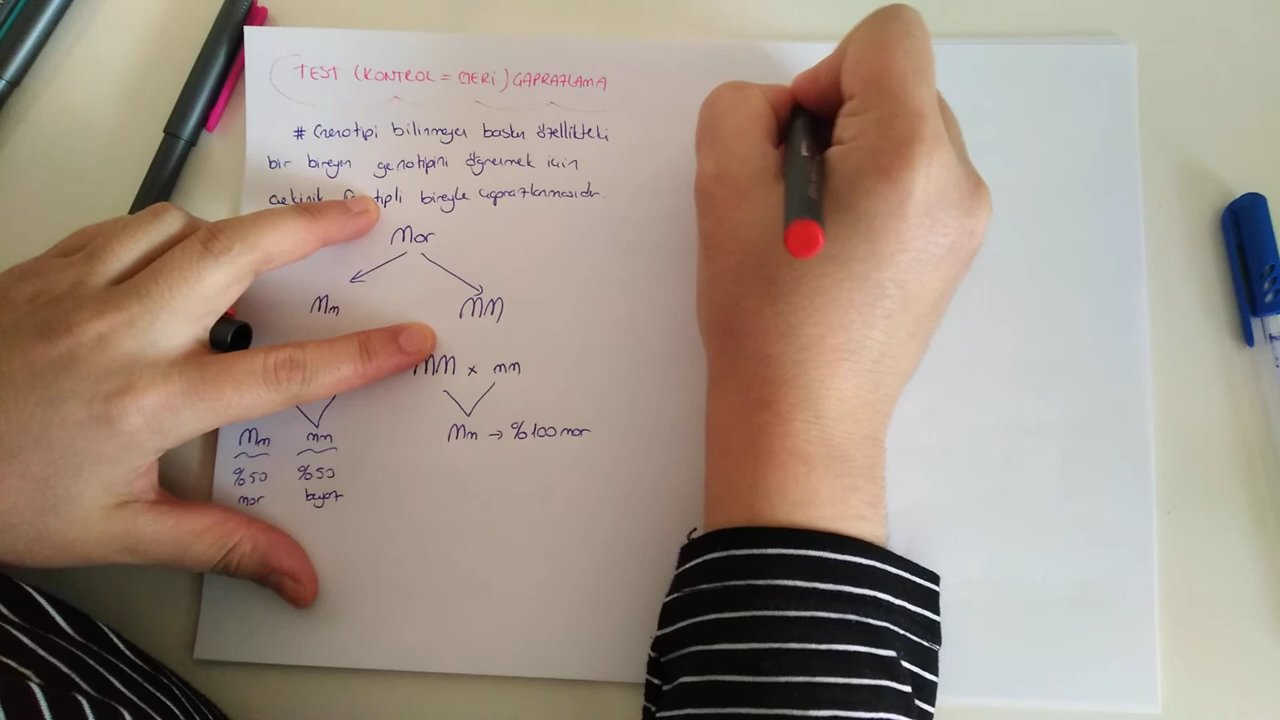 TEST (KONTROL = GERİ) ÇAPRAZLAMA
# Genotipi bilinmeyen baskın özellikteki
bir bireyin genotipini öğrenmek için
çekinik bireyle çaprazlanmasıdır.
Mor
Mm MM
MM x mm
Mm → %100 mor
Mm mm
%50 %50
mor beyaz